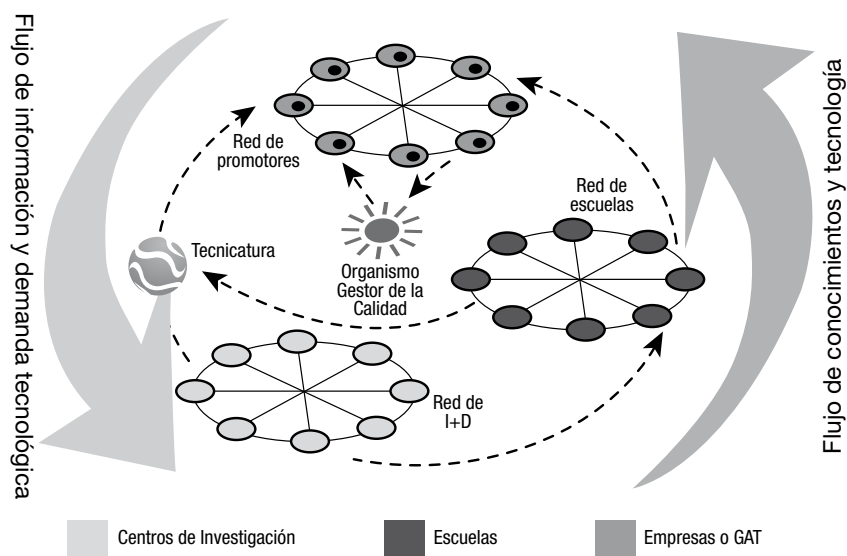 Flujo de información y demanda tecnológica
Flujo de conocimientos y tecnología
Red de
promotores
Red de
escuelas
Tecnicatura
Organismo
Gestor de la
Calidad
Red de
I+D
Centros de Investigación
Escuelas
Empresas o GAT